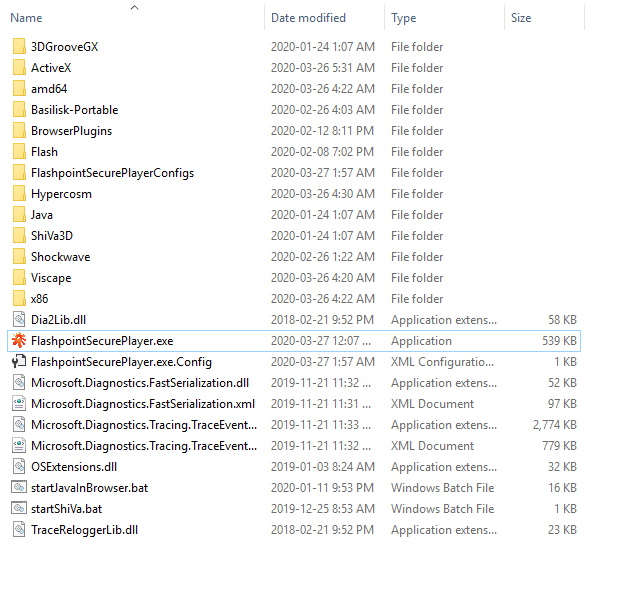 Name Date modified Type Size
3DGrooveGX 2020-01-24 1:07 AM File folder
ActiveX 2020-03-26 5:31 AM File folder
amd64 2020-03-26 4:22 AM File folder
Basilisk-Portable 2020-02-26 4:03 AM File folder
BrowserPlugins 2020-02-12 8:11 PM File folder
Flash 2020-02-08 7:02 PM File folder
FlashpointSecurePlayerConfigs 2020-03-27 1:57 AM File folder
Hypercosm 2020-03-26 4:30 AM File folder
Java 2020-01-24 1:07 AM File folder
ShiVa3D 2020-01-24 1:07 AM File folder
Shockwave 2020-02-26 1:22 AM File folder
Viscape 2020-03-26 4:20 AM File folder
x86 2020-03-26 4:22 AM File folder
Dia2Lib.dll 2018-02-21 9:52 PM Application extens... 58 KB
FlashpointSecurePlayer.exe 2020-03-27 12:07 ... Application 539 KB
FlashpointSecurePlayer.exe.Config 2020-03-27 1:57 AM XML Configuratio... 1 KB
Microsoft.Diagnostics.FastSerialization.dll 2019-11-21 11:32 ... Application extens... 52 KB
Microsoft.Diagnostics.FastSerialization.xml 2019-11-21 11:31 ... XML Document 97 KB
Microsoft.Diagnostics.Tracing.TraceEvent... 2019-11-21 11:33 ... Application extens... 2,774 KB
Microsoft.Diagnostics.Tracing.TraceEvent... 2019-11-21 11:32 ... XML Document 779 KB
OSExtensions.dll 2019-01-03 8:24 AM Application extens... 32 KB
startJavaInBrowser.bat 2020-01-11 9:53 PM Windows Batch File 16 KB
startShiVa.bat 2019-12-25 8:53 AM Windows Batch File 1 KB
TraceReloggerLib.dll 2018-02-21 9:52 PM Application extens... 23 KB